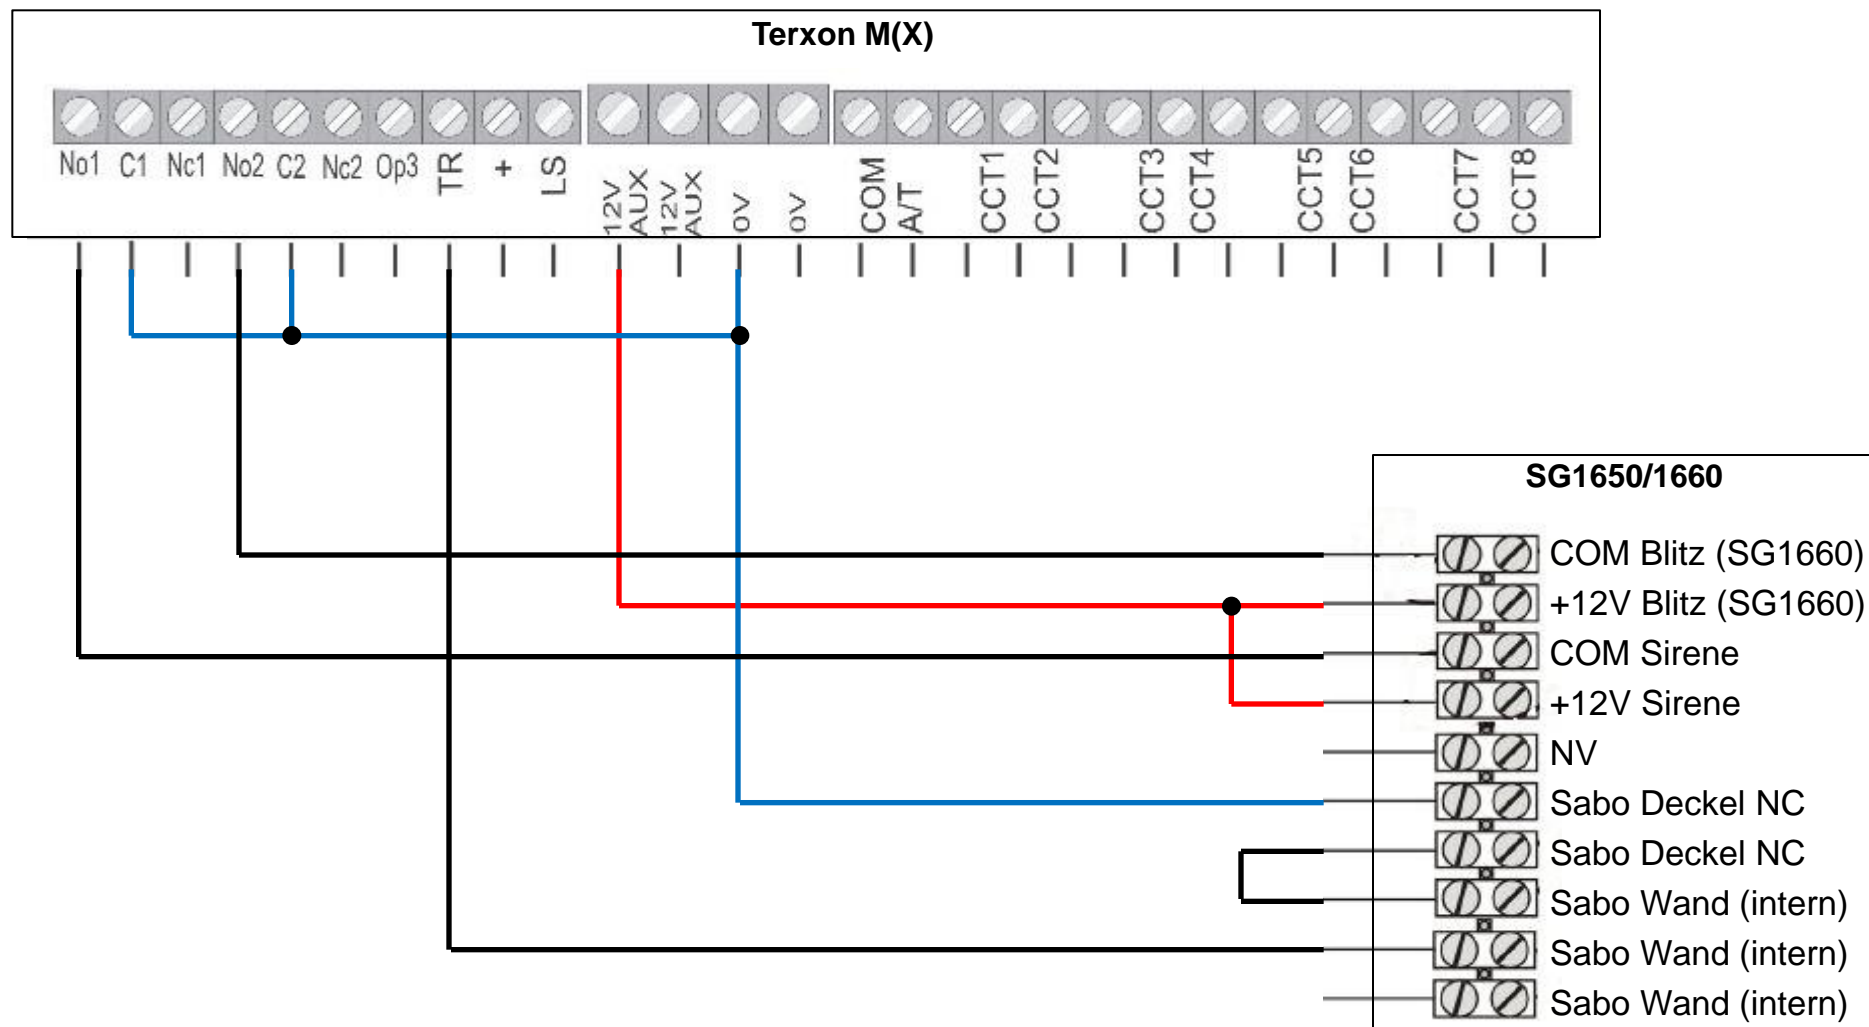 Terxon M(X)
No1 C1 Nc1 No2 C2 Nc2 Op3 TR + LS
12V AUX 12V AUX 0V 0V
COM A/T CCT1 CCT2 CCT3 CCT4 CCT5 CCT6 CCT7 CCT8
SG1650/1660
COM Blitz (SG1660)
+12V Blitz (SG1660)
COM Sirene
+12V Sirene
NV
Sabo Deckel NC
Sabo Deckel NC
Sabo Wand (intern)
Sabo Wand (intern)
Sabo Wand (intern)